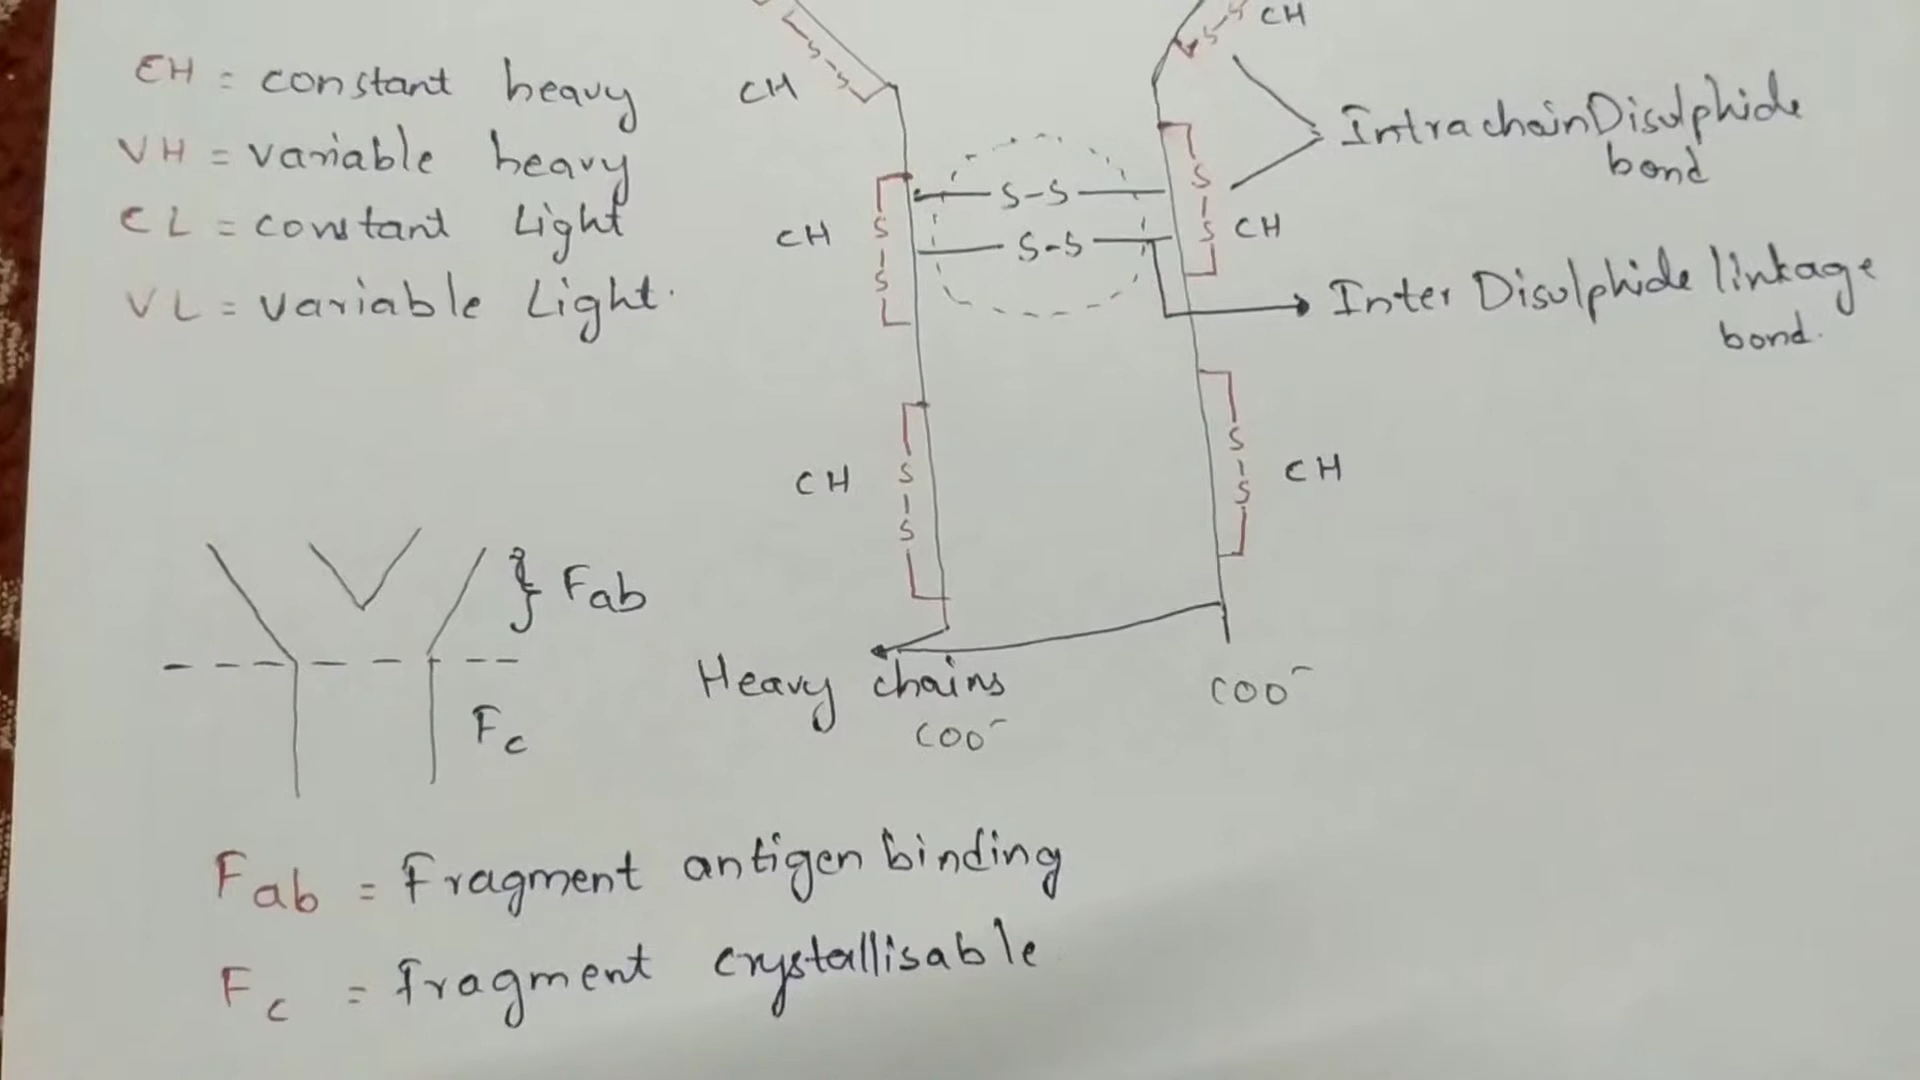 CH = constant heavy
VH = variable heavy
CL = constant Light
VL = variable Light.
CH
S-S
S-S
CH
CH
S-S
S-S
S-S
S-S
CH
Intrachain Disulphide
bond
Inter Disulphide linkage
bond.
CH
S-S
S-S
CH
Heavy chains
COO⁻
COO⁻
Fab
Fc
Fab = Fragment antigen binding
Fc = Fragment crystallisable